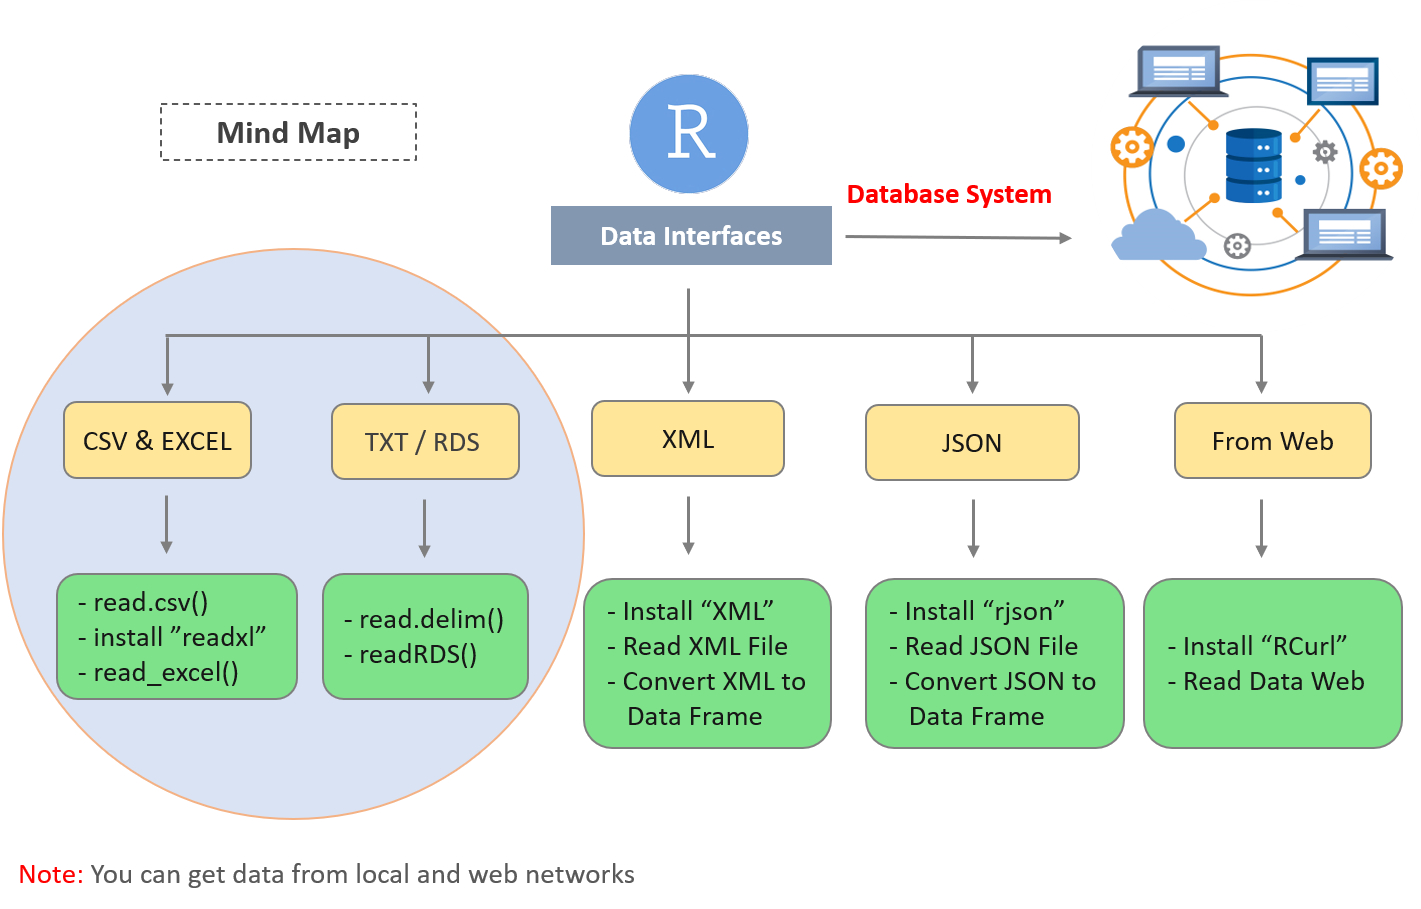 Mind Map
R
Database System
Data Interfaces
CSV & EXCEL
TXT / RDS
XML
JSON
From Web
- read.csv()
- install ”readxl”
- read_excel()
- read.delim()
- readRDS()
- Install “XML”
- Read XML File
- Convert XML to
Data Frame
- Install “rjson”
- Read JSON File
- Convert JSON to
Data Frame
- Install “RCurl”
- Read Data Web
Note: You can get data from local and web networks